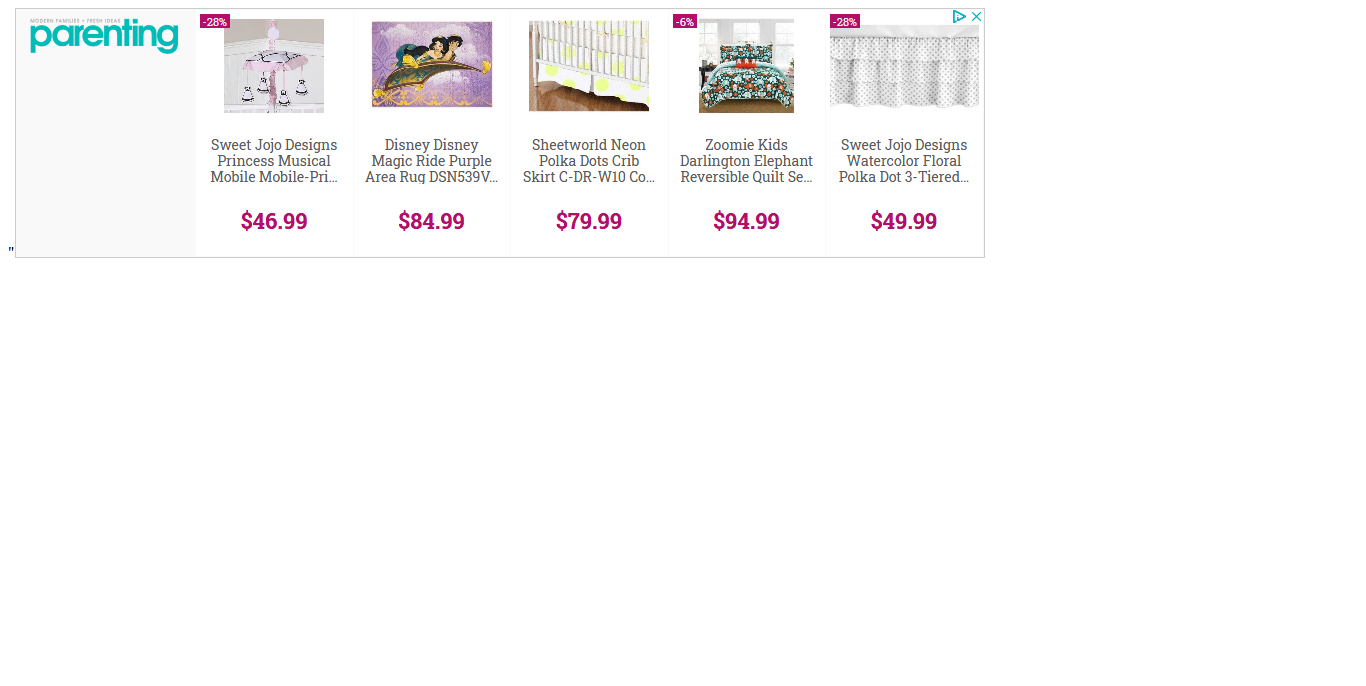 MODERN FAMILIES + FRESH IDEAS
parenting
-28%
Sweet Jojo Designs
Princess Musical
Mobile Mobile-Pri...
$46.99
Disney Disney
Magic Ride Purple
Area Rug DSN539V...
$84.99
Sheetworld Neon
Polka Dots Crib
Skirt C-DR-W10 Co...
$79.99
-6%
Zoomie Kids
Darlington Elephant
Reversible Quilt Se...
$94.99
-28%
Sweet Jojo Designs
Watercolor Floral
Polka Dot 3-Tiered...
$49.99
"